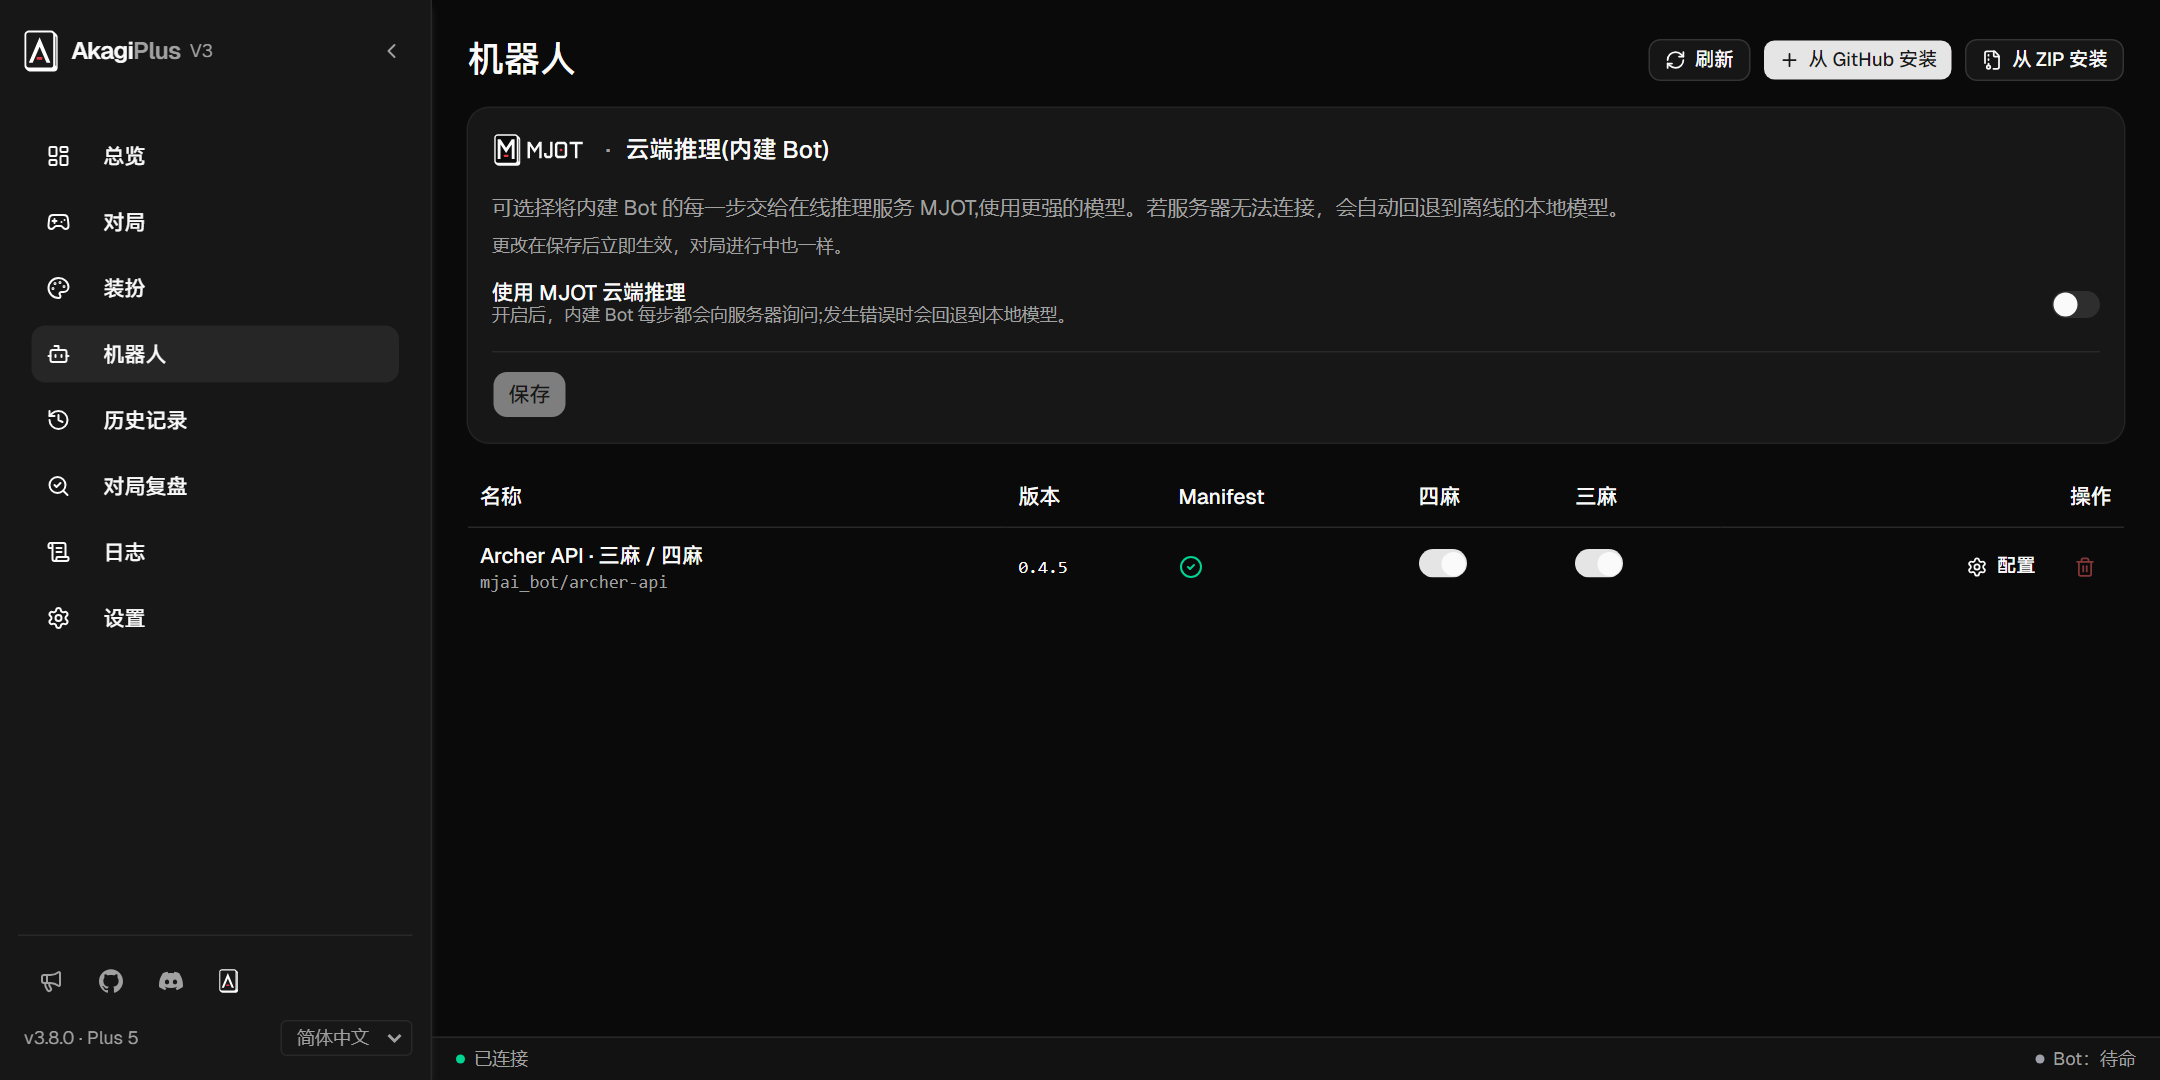 AkagiPlus V3
总览
对局
装扮
机器人
历史记录
对局复盘
日志
设置
v3.8.0 · Plus 5
简体中文
机器人
刷新
从 GitHub 安装
从 ZIP 安装
MJOT · 云端推理(内建 Bot)
可选择将内建 Bot 的每一步交给在线推理服务 MJOT,使用更强的模型。若服务器无法连接，会自动回退到离线的本地模型。
更改在保存后立即生效，对局进行中也一样。
使用 MJOT 云端推理
开启后，内建 Bot 每步都会向服务器询问;发生错误时会回退到本地模型。
保存
名称 版本 Manifest 四麻 三麻 操作
Archer API · 三麻 / 四麻
mjai_bot/archer-api
0.4.5
配置
已连接
Bot：待命